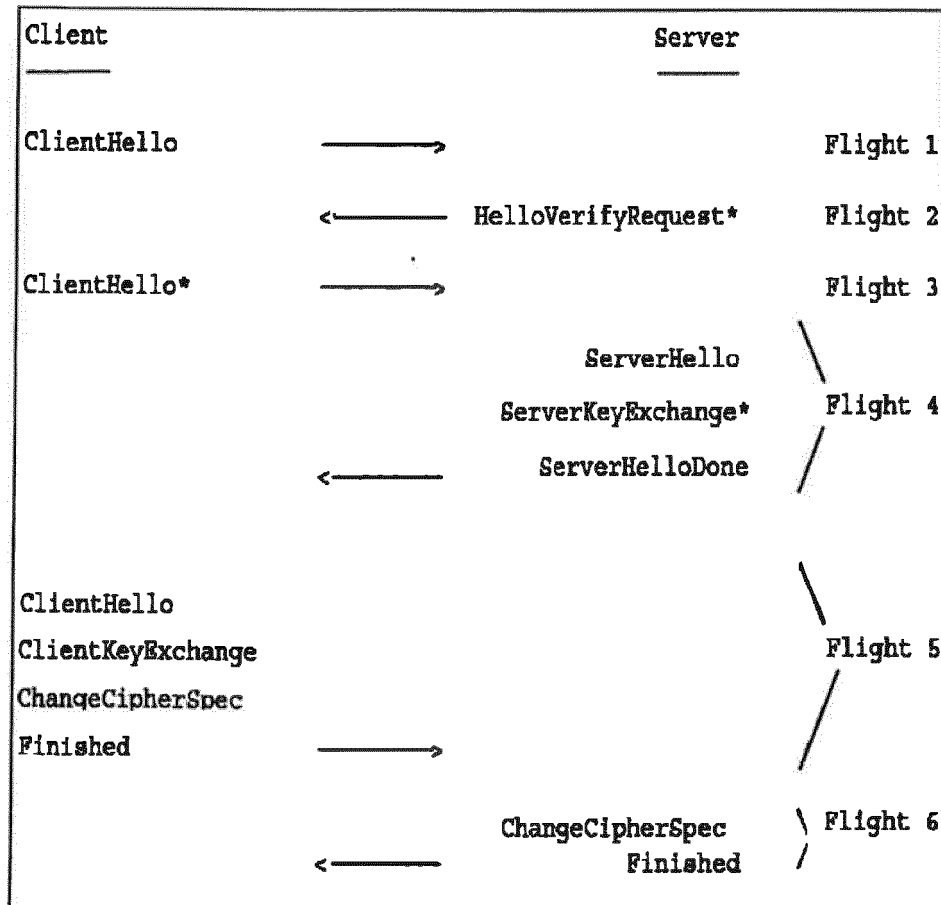 Client Server
ClientHello Flight 1
HelloVerifyRequest* Flight 2
ClientHello* Flight 3
ServerHello
ServerKeyExchange* Flight 4
ServerHelloDone
ClientHello
ClientKeyExchange Flight 5
ChangeCipherSpec
Finished
ChangeCipherSpec Flight 6
Finished